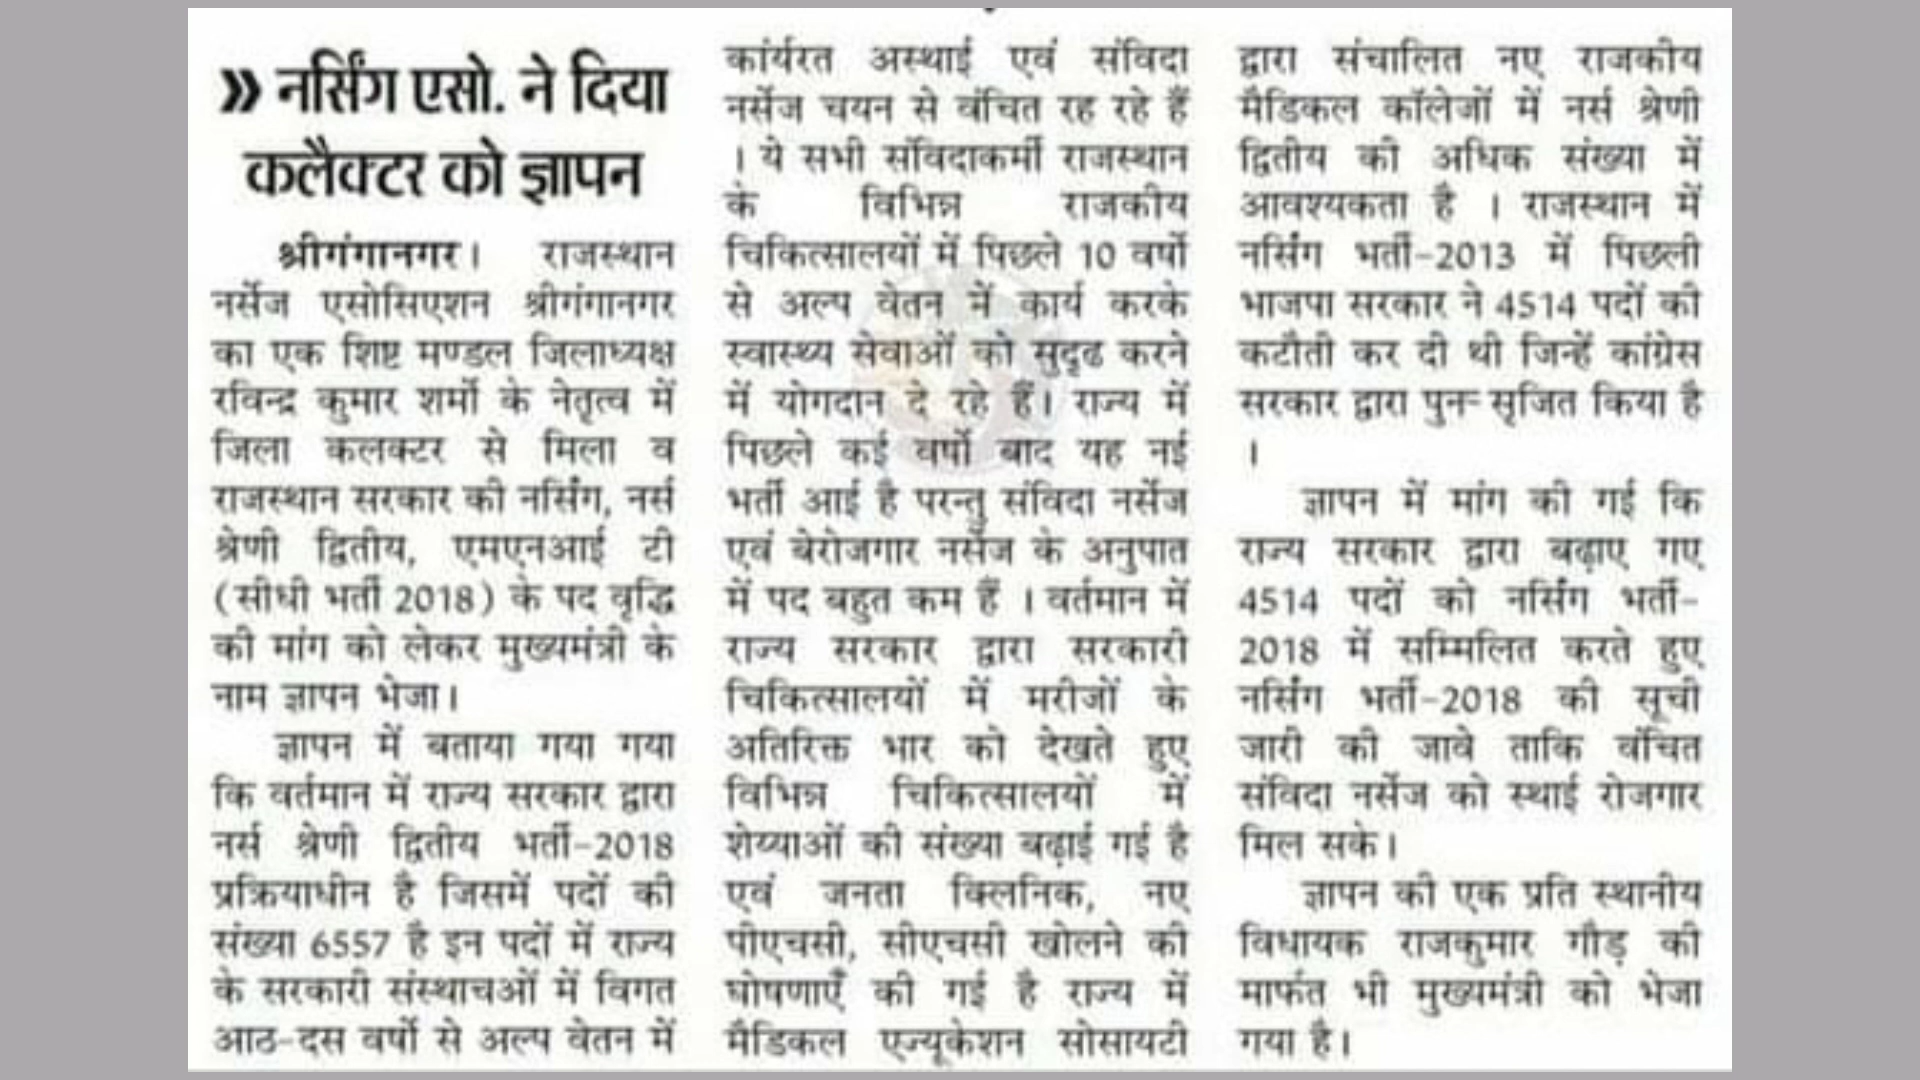 » नर्सिंग एसो. ने दिया
कलैक्टर को ज्ञापन
श्रीगंगानगर। राजस्थान
नर्सेज एसोसिएशन श्रीगंगानगर
का एक शिष्ट मण्डल जिलाध्यक्ष
रविन्द्र कुमार शर्मा के नेतृत्व में
जिला कलक्टर से मिला व
राजस्थान सरकार की नर्सिंग, नर्स
श्रेणी द्वितीय, एमएनआई टी
(सीधी भर्ती 2018) के पद वृद्धि
की मांग को लेकर मुख्यमंत्री के
नाम ज्ञापन भेजा।
ज्ञापन में बताया गया गया
कि वर्तमान में राज्य सरकार द्वारा
नर्स श्रेणी द्वितीय भर्ती-2018
प्रक्रियाधीन है जिसमें पदों की
संख्या 6557 है इन पदों में राज्य
के सरकारी संस्थाचओं में विगत
आठ-दस वर्षो से अल्प वेतन में
कांर्यरत अस्थाई एवं संविदा
नर्सेज चयन से वंचित रह रहे हैं
। ये सभी संविदाकर्मी राजस्थान
के विभिन्न राजकीय
चिकित्सालयों में पिछले 10 वर्षो
से अल्प वेतन में कार्य करके
स्वास्थ्य सेवाओं को सुदृढ करने
में योगदान दे रहे हैं। राज्य में
पिछले कई वर्षो बाद यह नई
भर्ती आई है परन्तु संविदा नर्सेज
एवं बेरोजगार नर्सेज के अनुपात
में पद बहुत कम हैं । वर्तमान में
राज्य सरकार द्वारा सरकारी
चिकित्सालयों में मरीजों के
अतिरिक्त भार को देखते हुए
विभिन्न चिकित्सालयों में
शेय्याओं की संख्या बढ़ाई गई है
एवं जनता क्लिनिक, नए
पीएचसी, सीएचसी खोलने की
घोषणाएँ की गई है राज्य में
मैडिकल एज्यूकेशन सोसायटी
द्वारा संचालित नए राजकीय
मैडिकल कॉलेजों में नर्स श्रेणी
द्वितीय की अधिक संख्या में
आवश्यकता है । राजस्थान में
नर्सिंग भर्ती-2013 में पिछली
भाजपा सरकार ने 4514 पदों की
कटौती कर दी थी जिन्हें कांग्रेस
सरकार द्वारा पुन- सृजित किया है
।
ज्ञापन में मांग की गई कि
राज्य सरकार द्वारा बढ़ाए गए
4514 पदों को नर्सिंग भर्ती-
2018 में सम्मिलित करते हुए
नर्सिंग भर्ती-2018 की सूची
जारी की जावे ताकि वंचित
संविदा नर्सेज को स्थाई रोजगार
मिल सके।
ज्ञापन की एक प्रति स्थानीय
विधायक राजकुमार गौड़ की
मार्फत भी मुख्यमंत्री को भेजा
गया है।